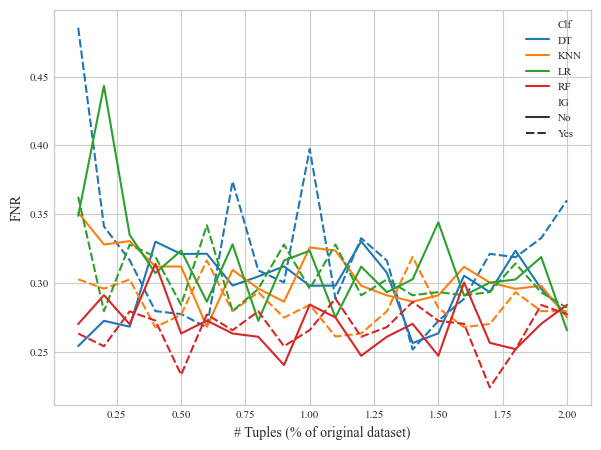 Clf
DT
KNN
LR
RF
IG
No
Yes
FNR
0.45
0.40
0.35
0.30
0.25
0.25
0.50
0.75
1.00
1.25
1.50
1.75
2.00
# Tuples (% of original dataset)